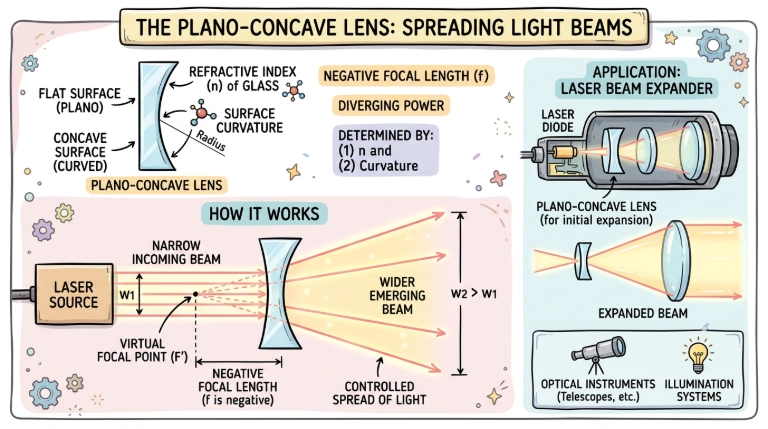 THE PLANO-CONCAVE LENS: SPREADING LIGHT BEAMS
FLAT SURFACE
(PLANO)
CONCAVE
SURFACE
(CURVED)
REFRACTIVE INDEX
(n) of GLASS
SURFACE
CURVATURE
Radius
PLANO-CONCAVE LENS
NEGATIVE FOCAL LENGTH (f)
DIVERGING POWER
DETERMINED BY:
(1) n and
(2) Curvature
HOW IT WORKS
NARROW
INCOMING BEAM
LASER
SOURCE
W1
VIRTUAL
FOCAL POINT (F')
NEGATIVE
FOCAL LENGTH
(f is negative)
WIDER
EMERGING
BEAM
W2 > W1
CONTROLLED
SPREAD OF LIGHT
APPLICATION:
LASER BEAM EXPANDER
LASER
DIODE
PLANO-CONCAVE LENS
(for initial expansion)
EXPANDED BEAM
OPTICAL INSTRUMENTS
(Telescopes, etc.)
ILLUMINATION
SYSTEMS